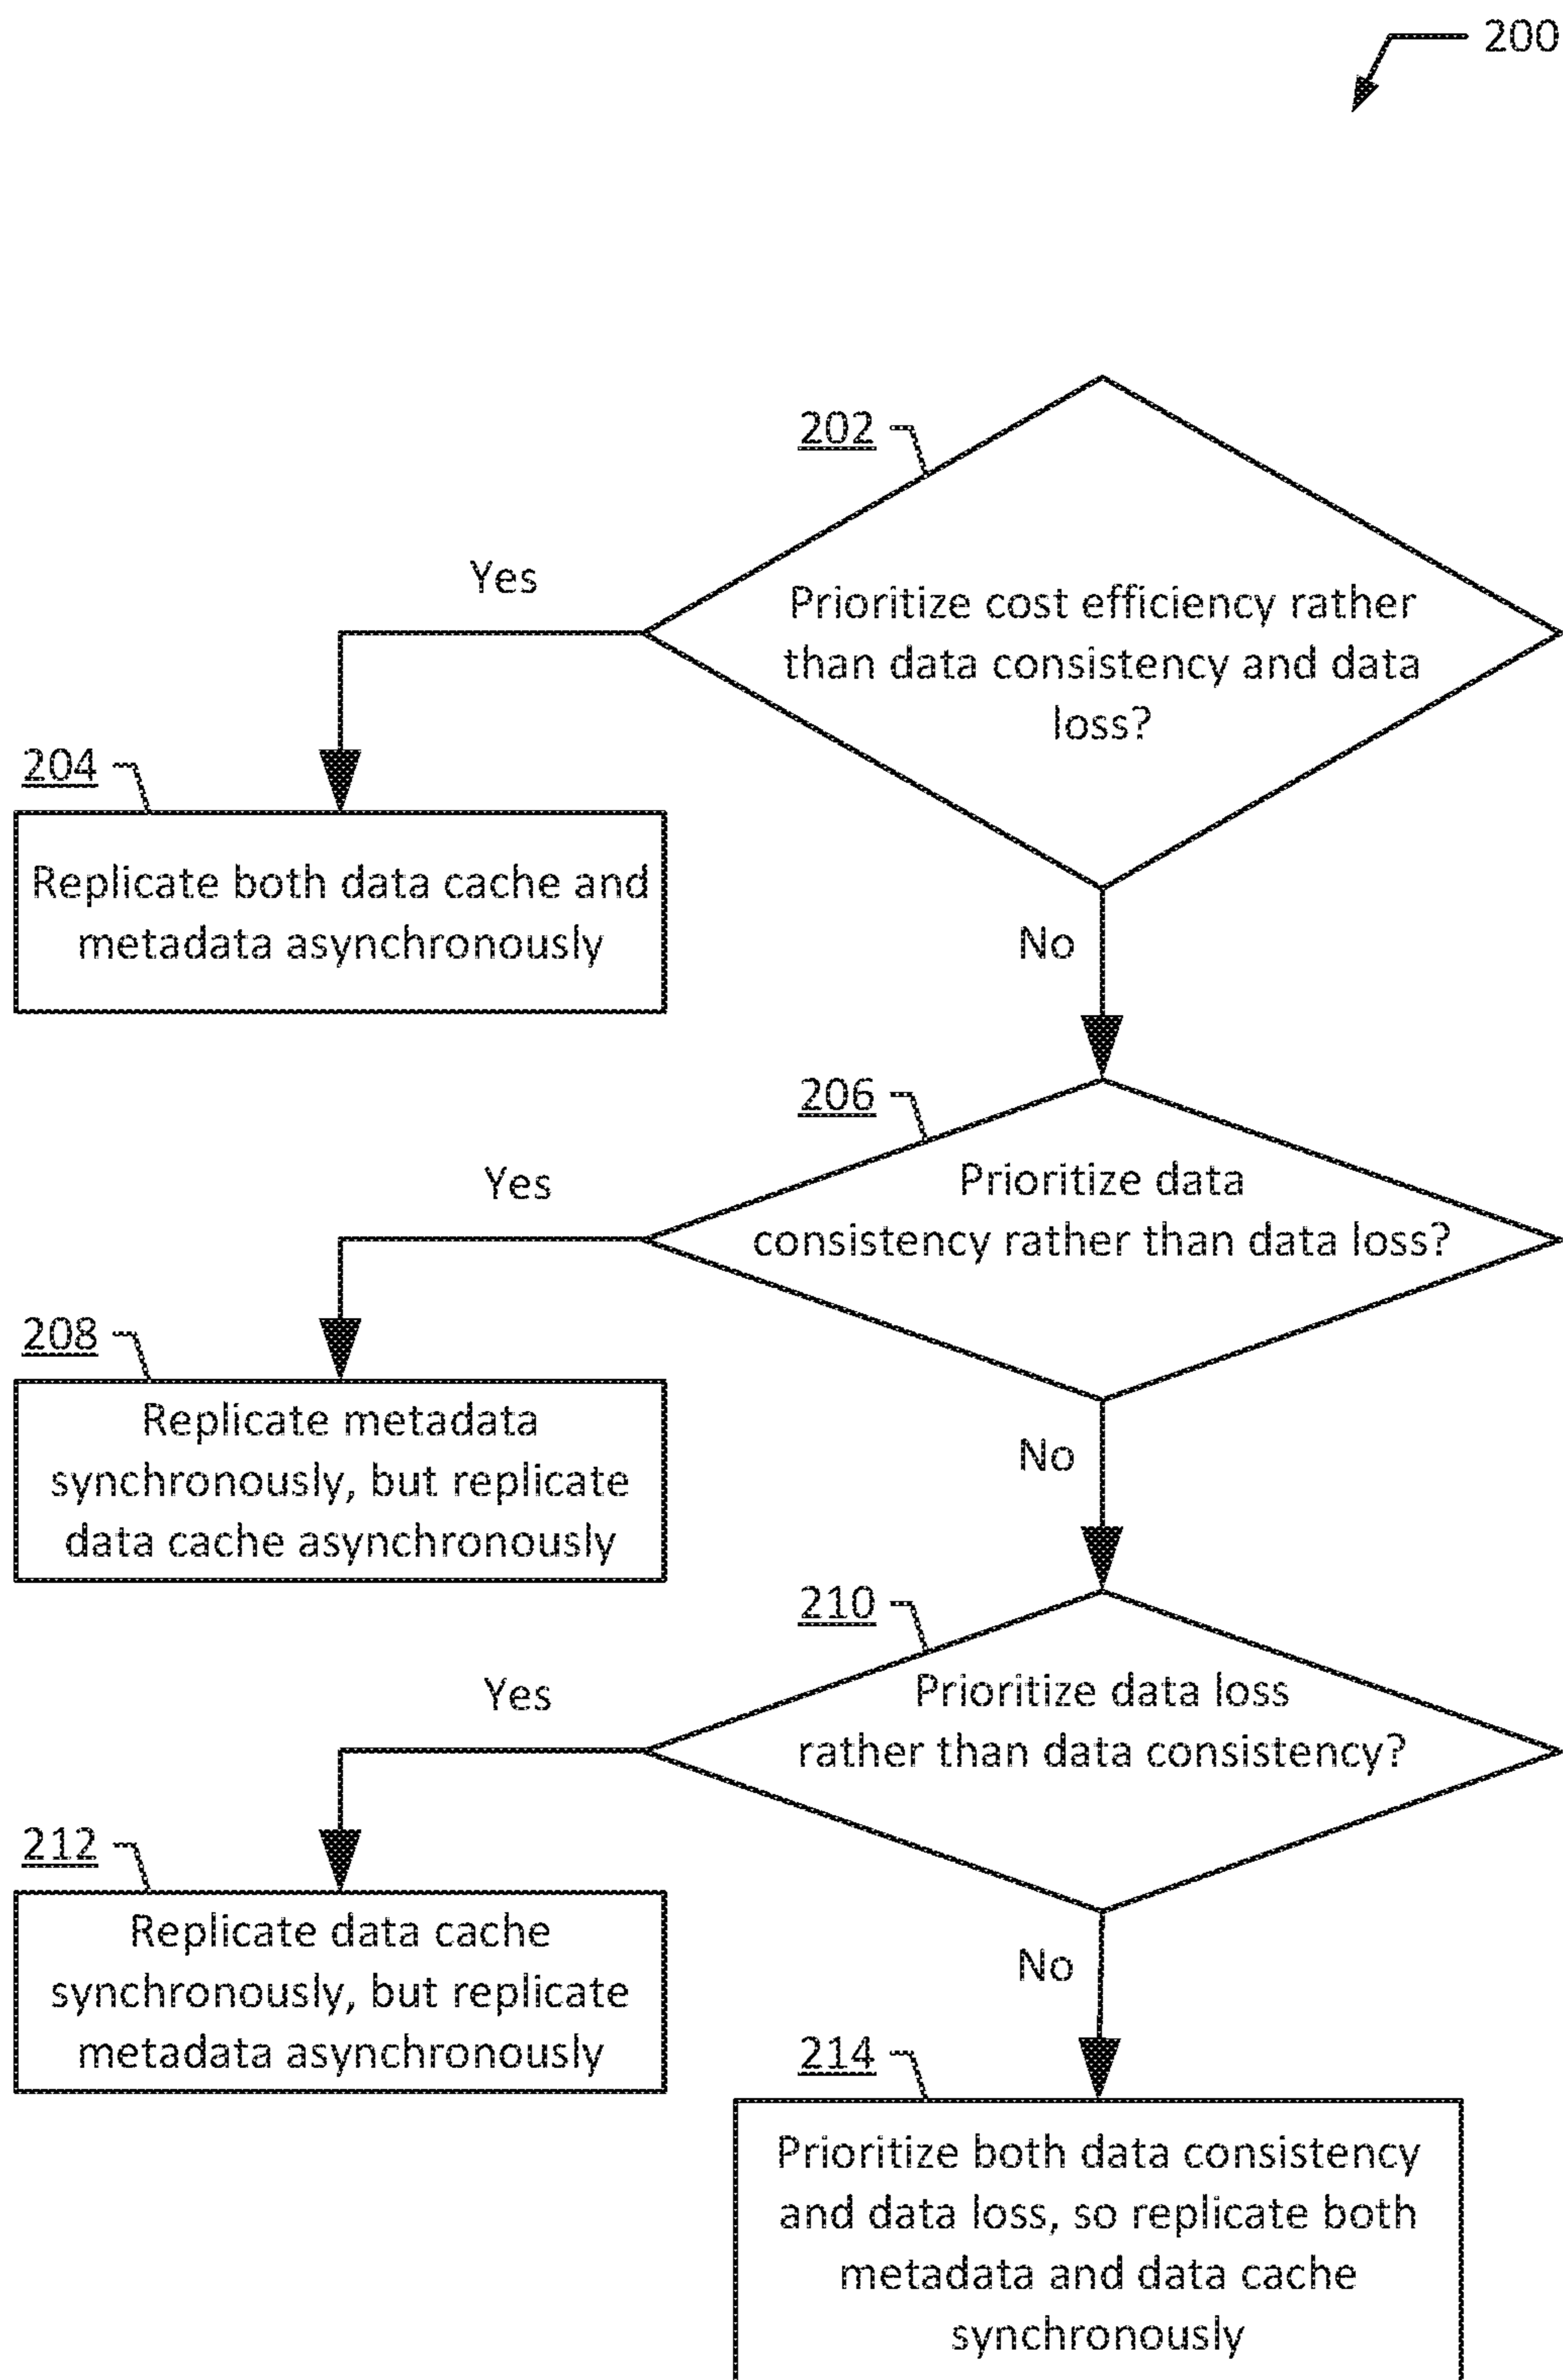 200
202
Yes
Prioritize cost efficiency rather
than data consistency and data
loss?
204
Replicate both data cache and
metadata asynchronously
No
206
Yes
Prioritize data
consistency rather than data loss?
208
Replicate metadata
synchronously, but replicate
data cache asynchronously
No
210
Yes
Prioritize data loss
rather than data consistency?
212
Replicate data cache
synchronously, but replicate
metadata asynchronously
No
214
Prioritize both data consistency
and data loss, so replicate both
metadata and data cache
synchronously